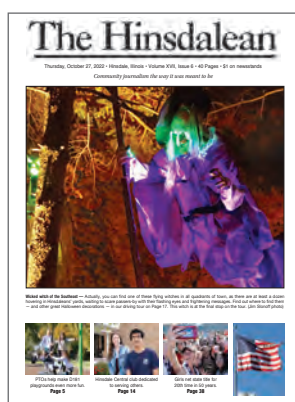 The Hinsdalean
Thursday, October 27, 2022 • Hinsdale, Illinois • Volume XVII, Issue 6 • 40 Pages • $1 on newsstands
Community journalism the way it was meant to be
Wicked witch of the Southeast — Actually, you can find one of these flying witches in all quadrants of town, as there are at least a dozen
hovering in Hinsdaleans' yards, waiting to scare passers-by with their flashing eyes and frightening messages. Find out where to find them
— and other great Halloween decorations — in our driving tour on Page 17. This witch is at the final stop on the tour. (Jim Slonoff photo)
PTOs help make D181
playgrounds even more fun.
Page 5
Hinsdale Central club dedicated
to serving others.
Page 14
Girls net state title for
20th time in 50 years.
Page 38